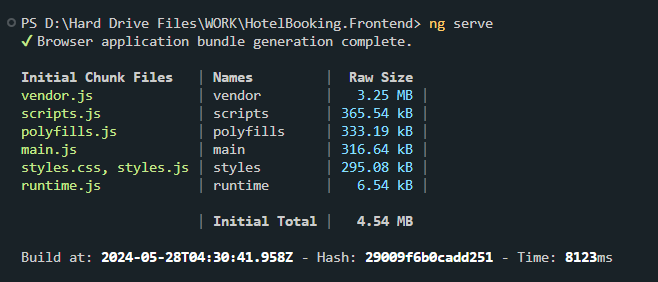 PS D:\Hard Drive Files\WORK\HotelBooking.Frontend> ng serve
✓ Browser application bundle generation complete.
Initial Chunk Files | Names | Raw Size
vendor.js | vendor | 3.25 MB |
scripts.js | scripts | 365.54 kB |
polyfills.js | polyfills | 333.19 kB |
main.js | main | 316.64 kB |
styles.css, styles.js | styles | 295.08 kB |
runtime.js | runtime | 6.54 kB |
| Initial Total | 4.54 MB
Build at: 2024-05-28T04:30:41.958Z - Hash: 29009f6b0cadd251 - Time: 8123ms